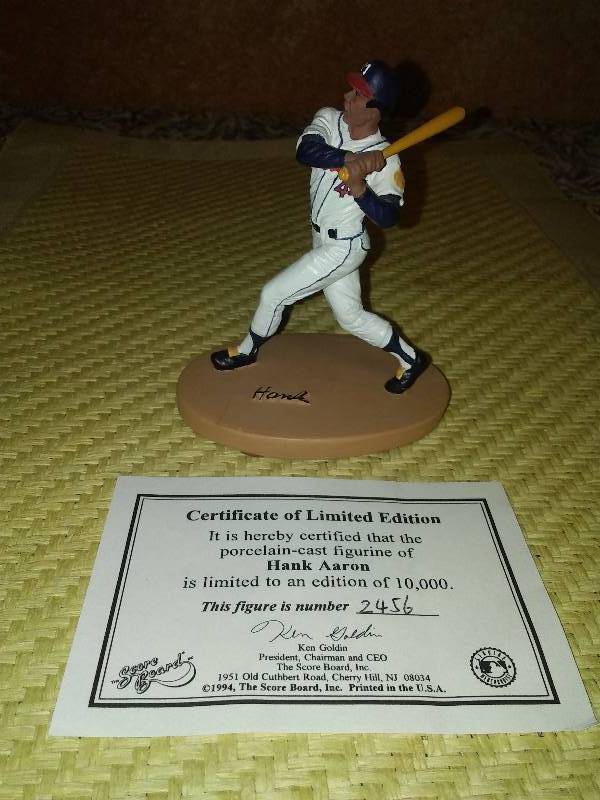 M
4
Hank
Certificate of Limited Edition
It is hereby certified that the
porcelain-cast figurine of
Hank Aaron
is limited to an edition of 10,000.
This figure is number 2456
Ken Goldin
Ken Goldin
President, Chairman and CEO
The Score Board, Inc.
1951 Old Cuthbert Road, Cherry Hill, NJ 08034
©1994, The Score Board, Inc. Printed in the U.S.A.
The Score Board